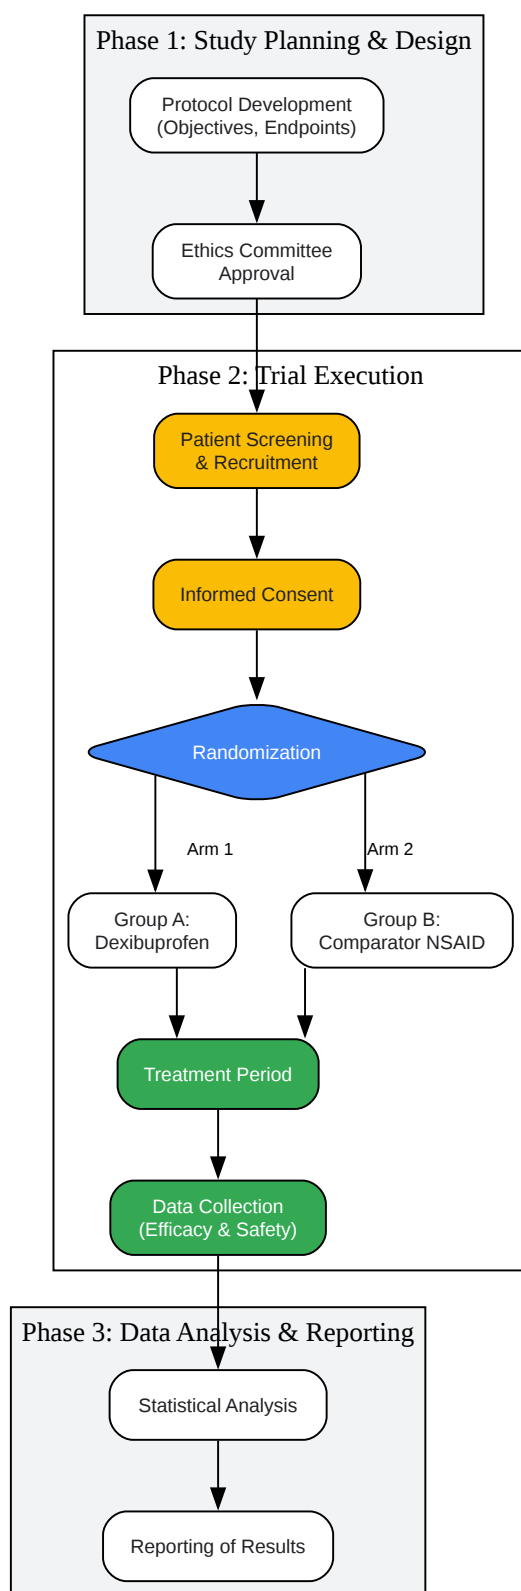 Phase 1: Study Planning & Design
Protocol Development
(Objectives, Endpoints)
Ethics Committee
Approval
Phase 2: Trial Execution
Patient Screening
& Recruitment
Informed Consent
Randomization
Arm 1
Arm 2
Group A:
Dexibuprofen
Group B:
Comparator NSAID
Treatment Period
Data Collection
(Efficacy & Safety)
Phase 3: Data Analysis & Reporting
Statistical Analysis
Reporting of Results